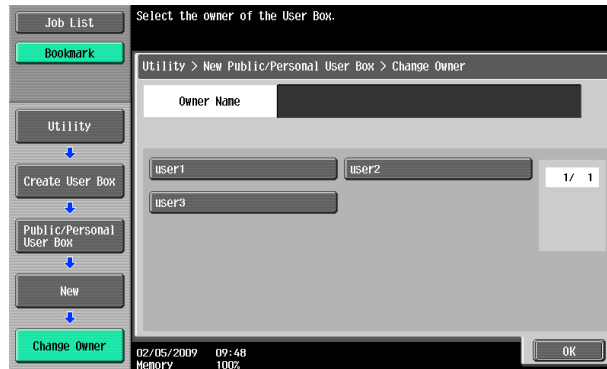 Job List
Bookmark
Utility
Create User Box
Public/Personal
User Box
New
Change Owner
Select the owner of the User Box.
Utility > New Public/Personal User Box > Change Owner
Owner Name
user1
user2
user3
1/ 1
02/05/2009 09:48
Memory 100%
OK